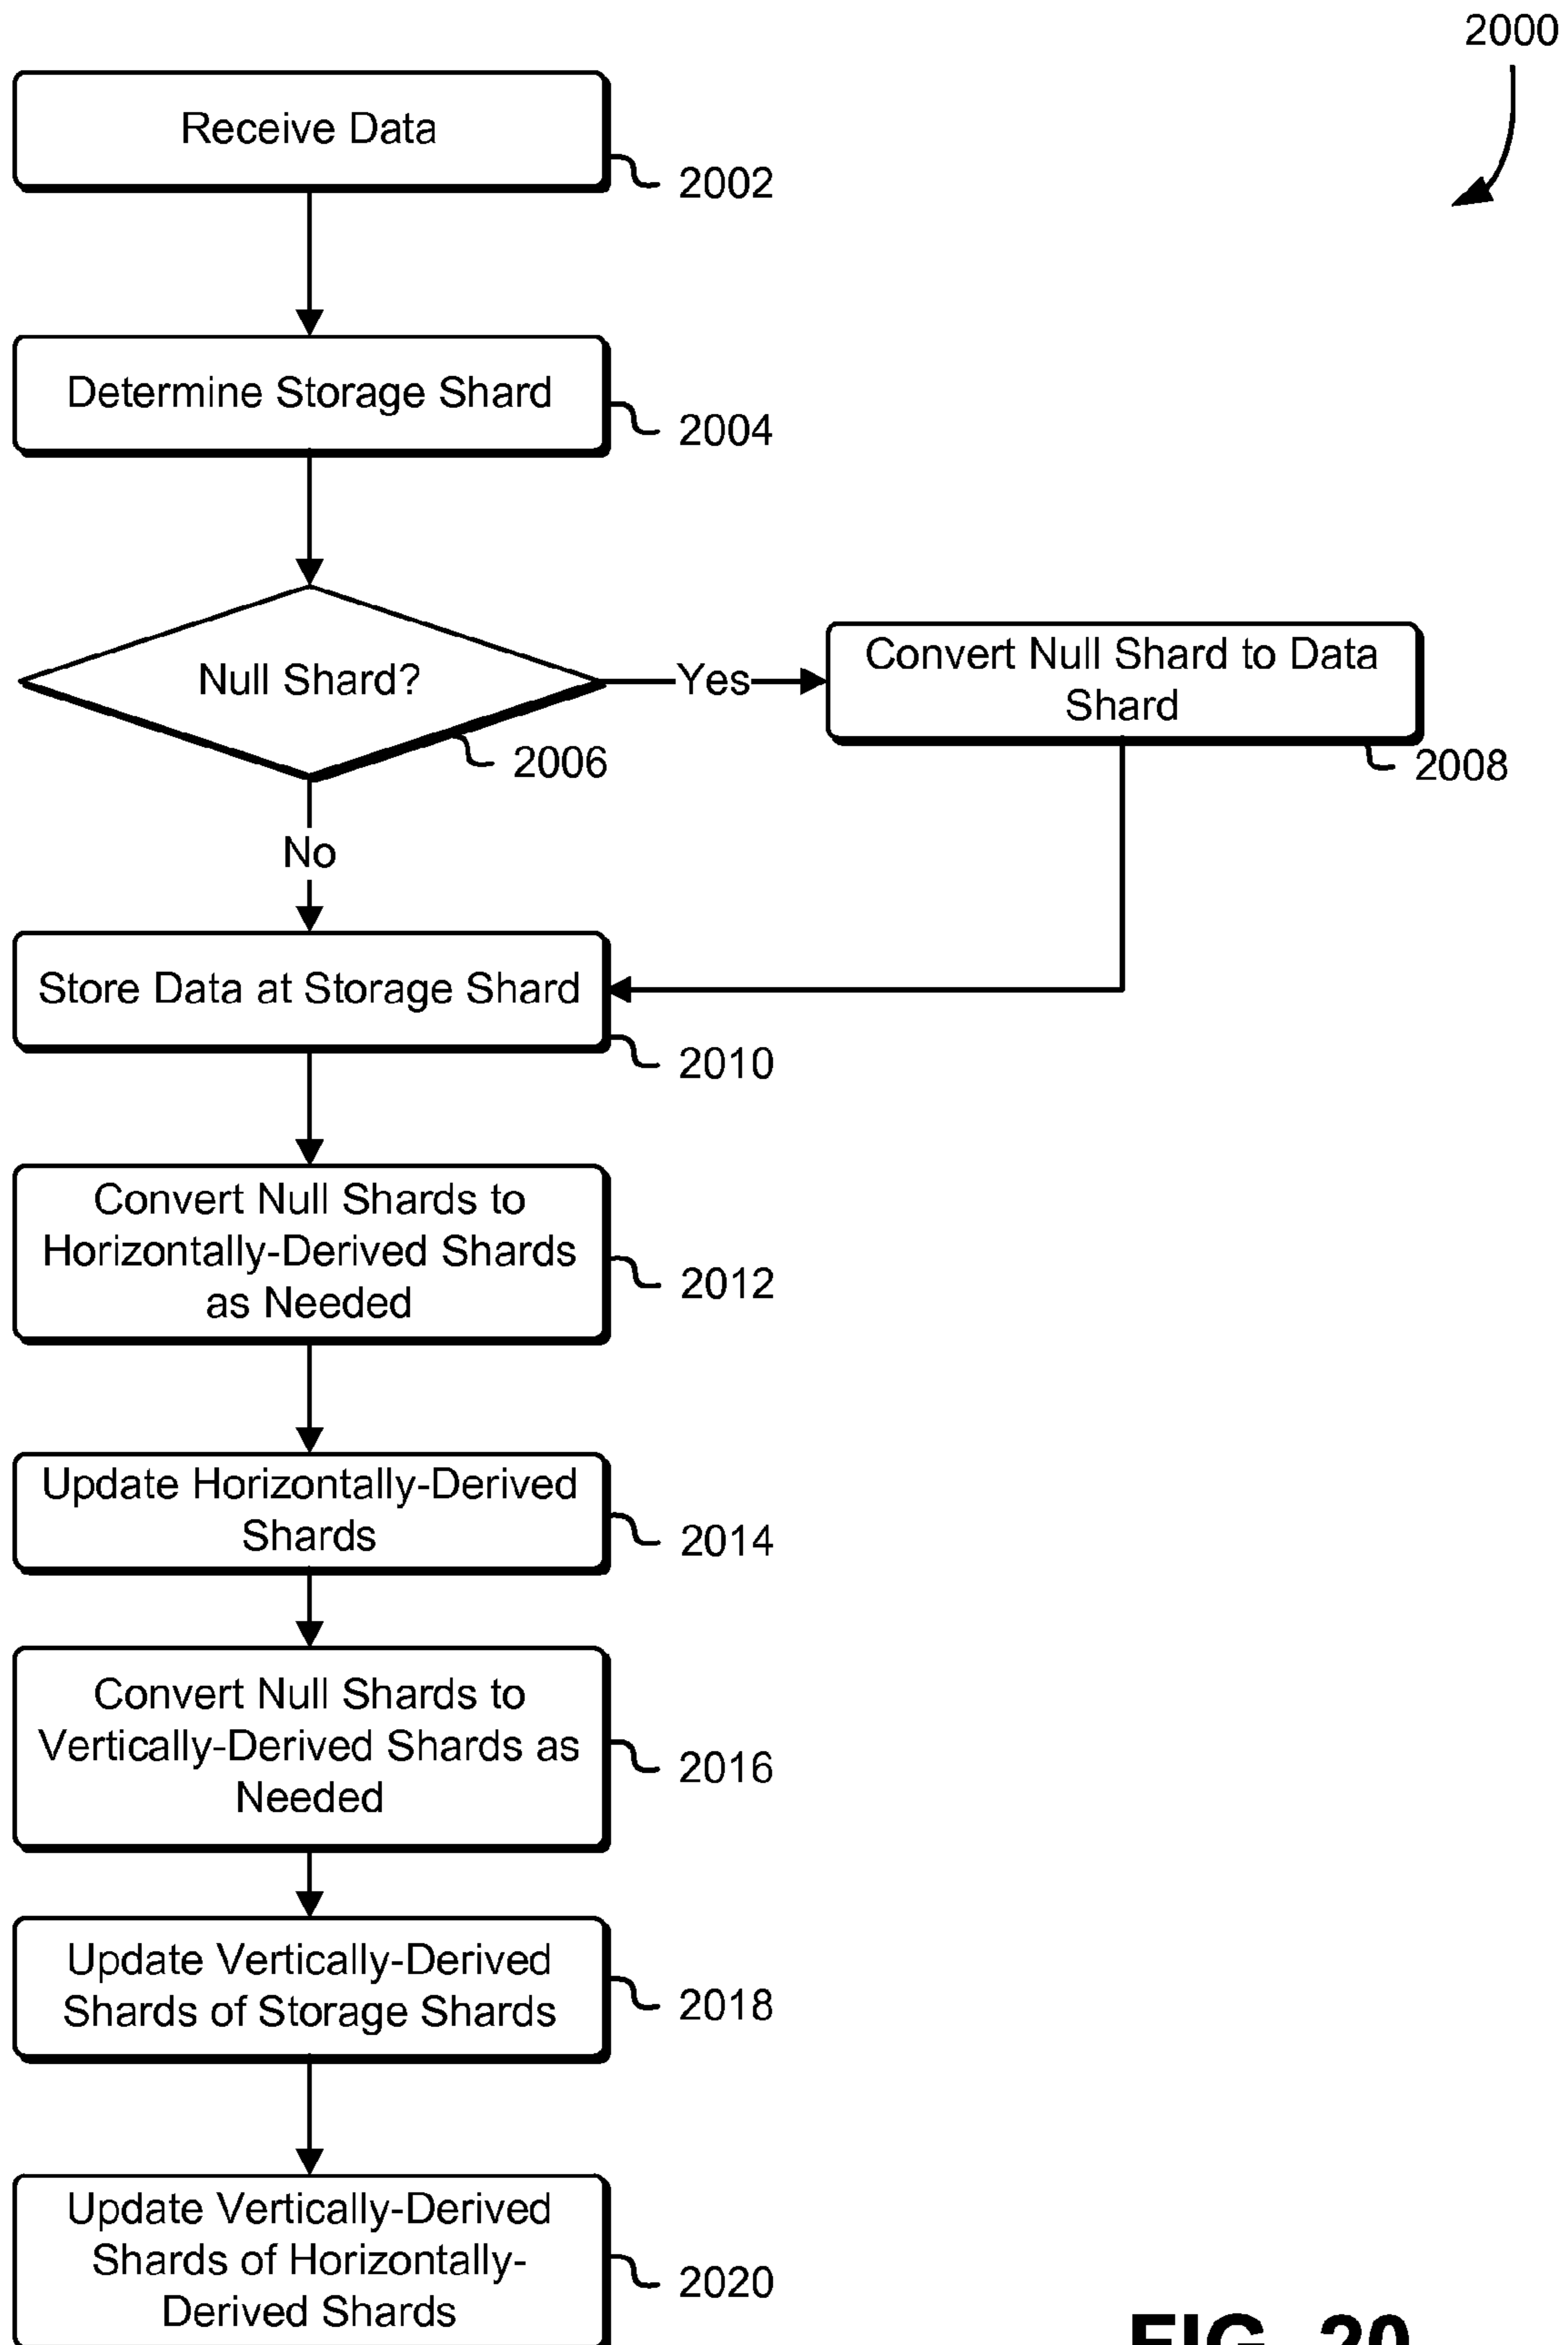 2000
Receive Data
2002
Determine Storage Shard
2004
Null Shard?
Yes
2006
Convert Null Shard to Data
Shard
2008
No
Store Data at Storage Shard
2010
Convert Null Shards to
Horizontally-Derived Shards
as Needed
2012
Update Horizontally-Derived
Shards
2014
Convert Null Shards to
Vertically-Derived Shards as
Needed
2016
Update Vertically-Derived
Shards of Storage Shards
2018
Update Vertically-Derived
Shards of Horizontally-
Derived Shards
2020
FIG. 20